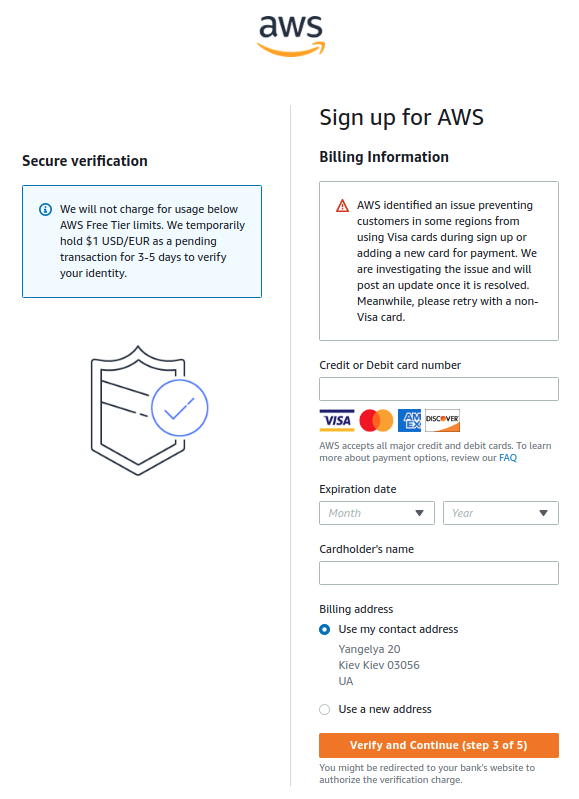 aws
Secure verification
We will not charge for usage below
AWS Free Tier limits. We temporarily
hold $1 USD/EUR as a pending
transaction for 3-5 days to verify
your identity.
Sign up for AWS
Billing Information
AWS identified an issue preventing
customers in some regions from
using Visa cards during sign up or
adding a new card for payment. We
are investigating the issue and will
post an update once it is resolved.
Meanwhile, please retry with a non-
Visa card.
Credit or Debit card number
VISA AM EX DISCOVER
AWS accepts all major credit and debit cards. To learn
more about payment options, review our FAQ
Expiration date
Month Year
Cardholder's name
Billing address
Use my contact address
Yangelya 20
Kiev Kiev 03056
UA
Use a new address
Verify and Continue (step 3 of 5)
You might be redirected to your bank's website to
authorize the verification charge.